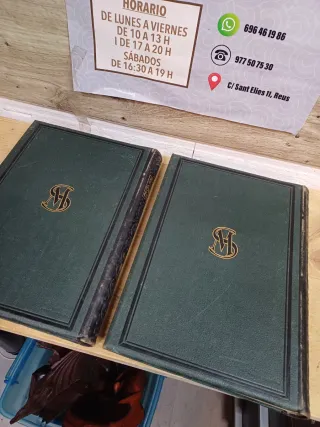 HORARIO
DE LUNES A VIERNES
DE 10 A 13 H
I DE 17 A 20 H
SÁBADOS
DE 16:30 A 19 H
696 46 19 86
977 50 75 30
C/ Sant Elies 11, Reus